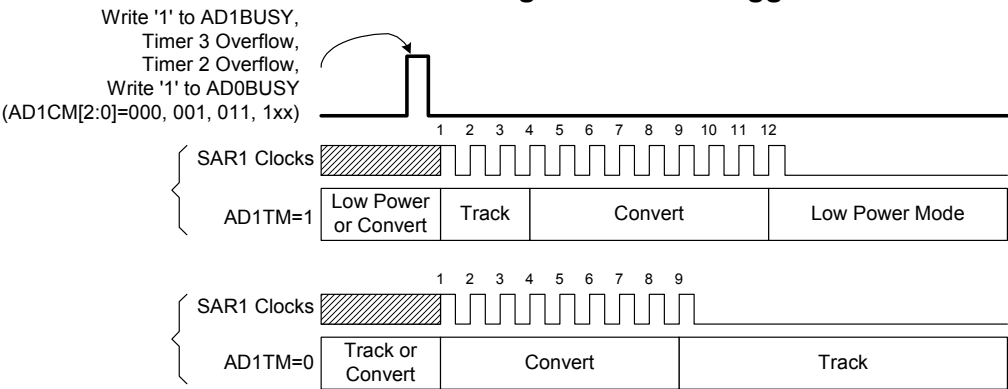 Write '1' to AD1BUSY,
Timer 3 Overflow,
Timer 2 Overflow,
Write '1' to AD0BUSY
(AD1CM[2:0]=000, 001, 011, 1xx)
1 2 3 4 5 6 7 8 9 10 11 12
SAR1 Clocks
AD1TM=1
Low Power
or Convert
Track
Convert
Low Power Mode
1 2 3 4 5 6 7 8 9
SAR1 Clocks
AD1TM=0
Track or
Convert
Convert
Track